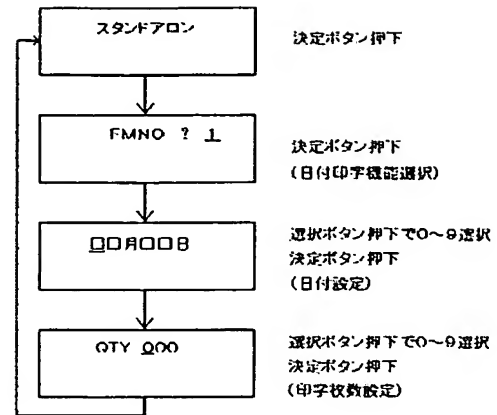 スタンドアロン
決定ボタン押下
FMNO ? 1
決定ボタン押下
(日付印字機能選択)
□□月□□日
選択ボタン押下で0~9選択
決定ボタン押下
(日付設定)
QTY 000
選択ボタン押下で0~9選択
決定ボタン押下
(印字枚数設定)